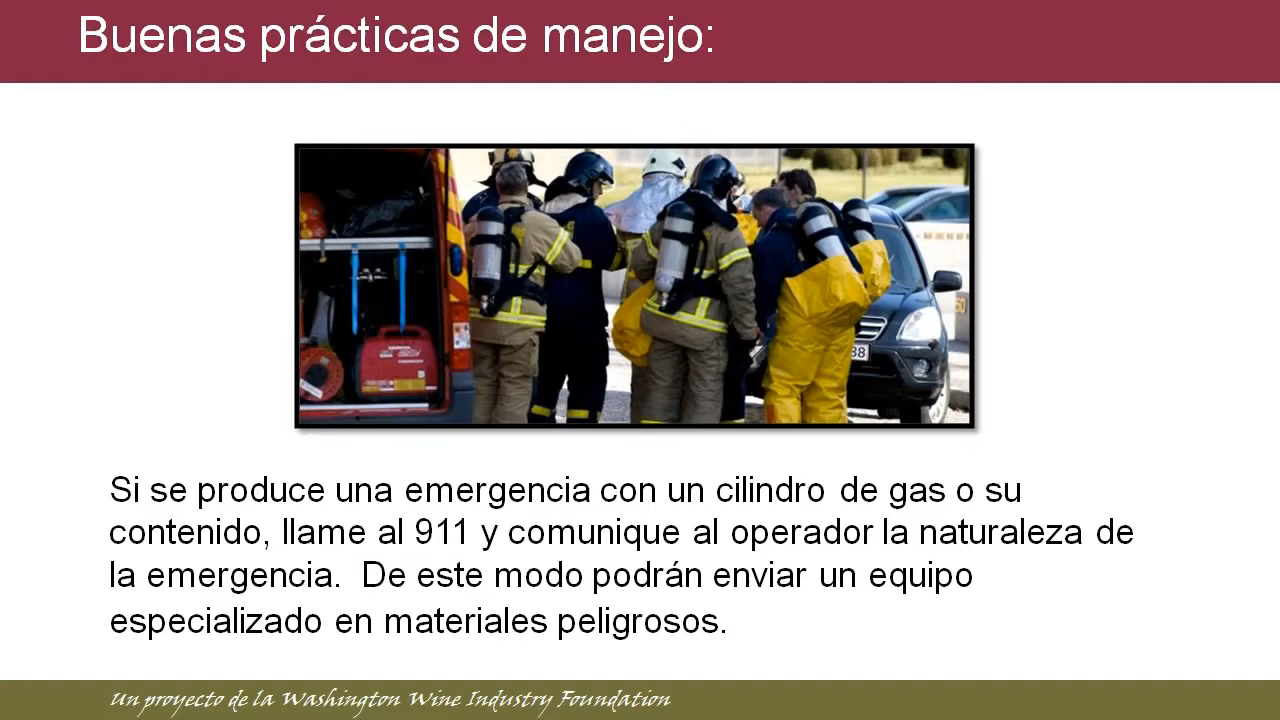 Buenas prácticas de manejo:
Si se produce una emergencia con un cilindro de gas o su
contenido, llame al 911 y comunique al operador la naturaleza de
la emergencia. De este modo podrán enviar un equipo
especializado en materiales peligrosos.
Un proyecto de la Washington Wine Industry Foundation